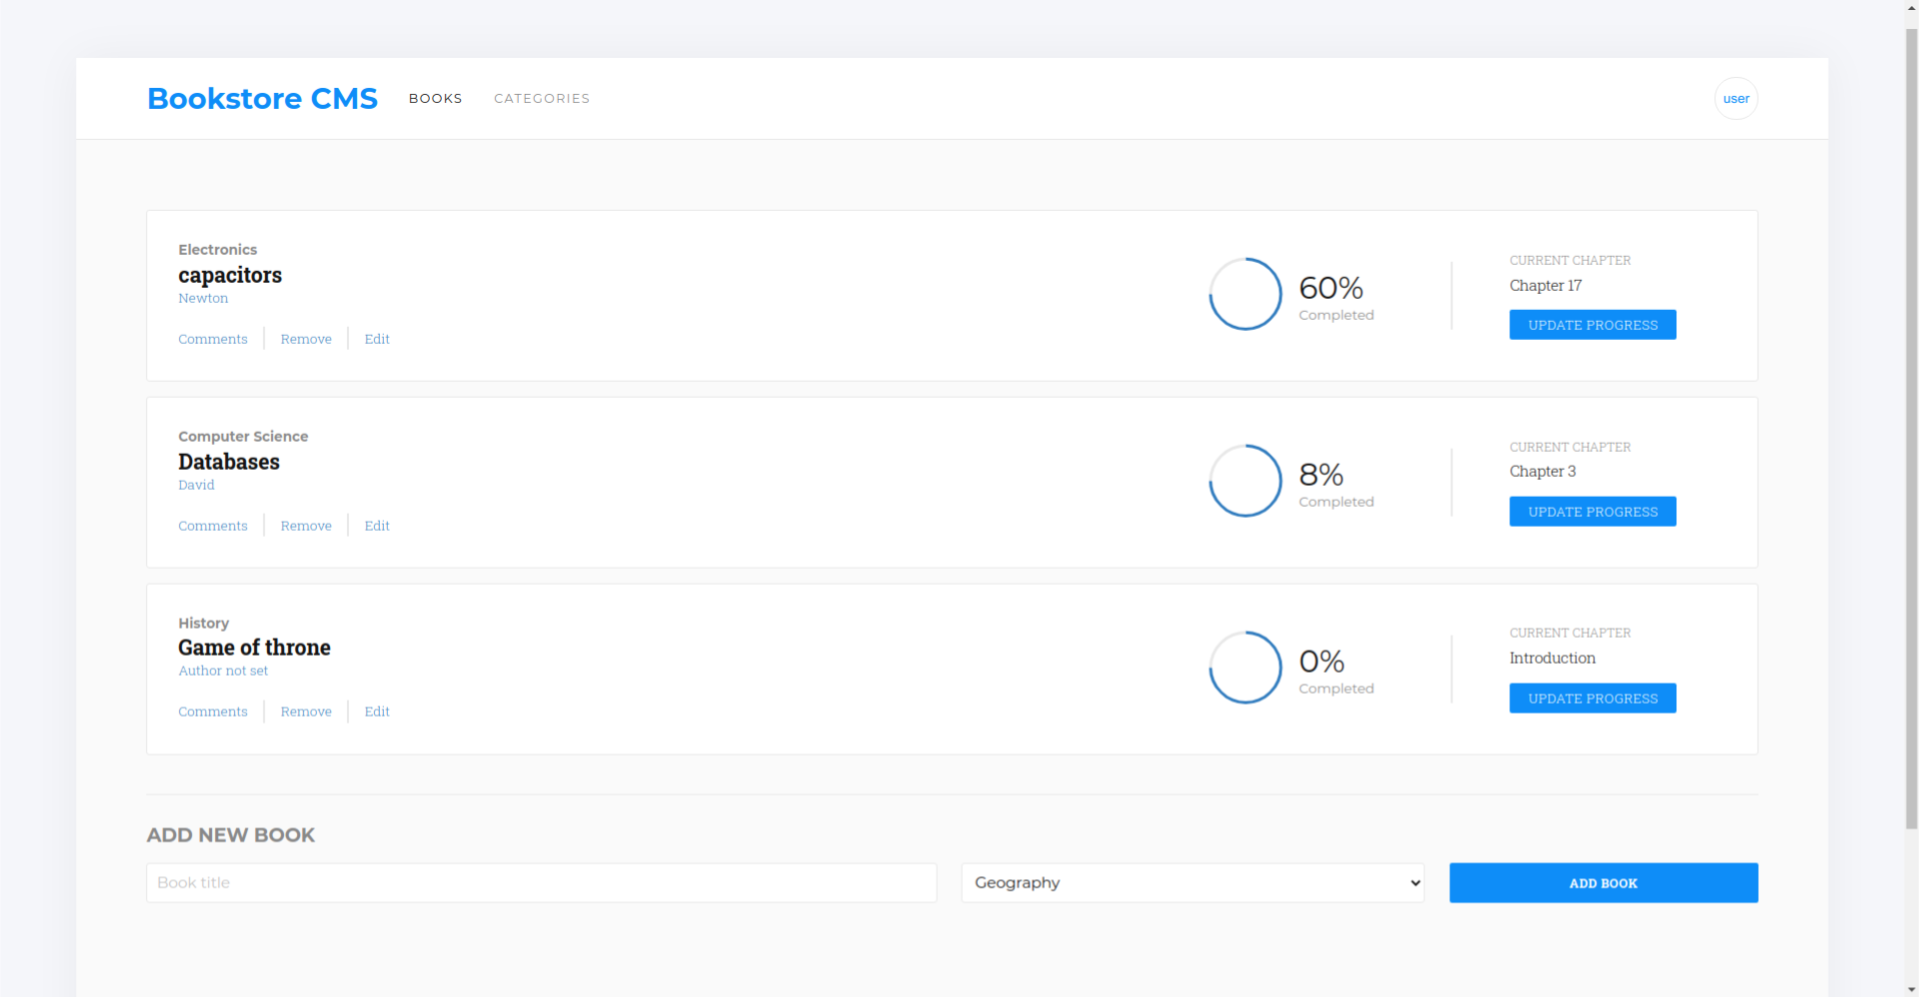 Bookstore CMS BOOKS CATEGORIES user
Electronics
capacitors
Newton
Comments Remove Edit
60%
Completed
CURRENT CHAPTER
Chapter 17
UPDATE PROGRESS
Computer Science
Databases
David
Comments Remove Edit
8%
Completed
CURRENT CHAPTER
Chapter 3
UPDATE PROGRESS
History
Game of throne
Author not set
Comments Remove Edit
0%
Completed
CURRENT CHAPTER
Introduction
UPDATE PROGRESS
ADD NEW BOOK
Book title Geography ADD BOOK